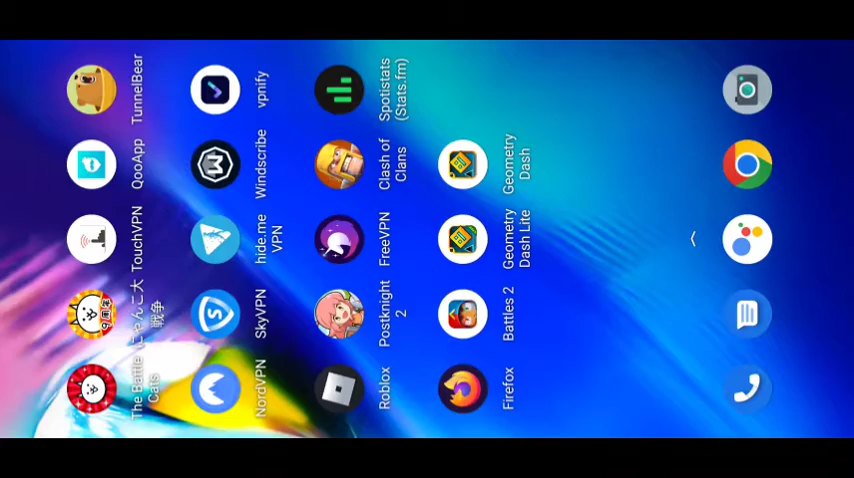 The Battle
Cats
にゃんこ大
戦争
TouchVPN
QooApp
TunnelBear
NordVPN
SkyVPN
hide.me
VPN
Windscribe
vpnify
Roblox
Postknight
2
FreeVPN
Clash of
Clans
Spotistats
(Stats.fm)
Firefox
Battles 2
Geometry
Dash Lite
Geometry
Dash